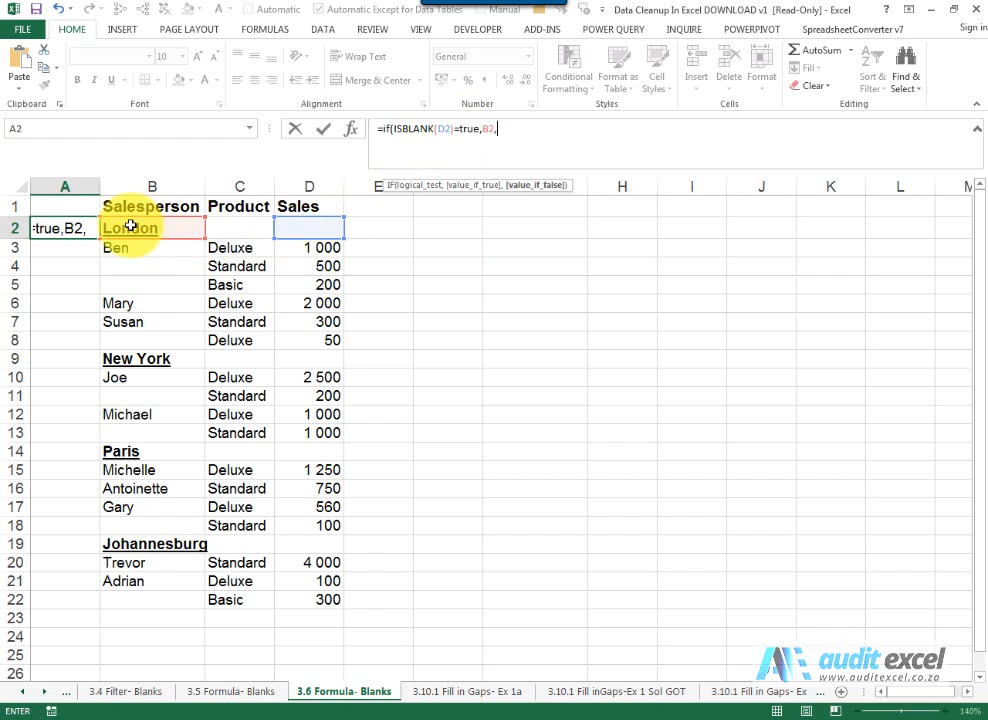 Automatic Automatic Except for Data Tables Manual Data Cleanup In Excel DOWNLOAD v1 [Read-Only] - Excel
FILE HOME INSERT PAGE LAYOUT FORMULAS DATA REVIEW VIEW DEVELOPER ADD-INS POWER QUERY INQUIRE POWERPIVOT SpreadsheetConverter v7 Sign in
Paste 10 Wrap Text General Conditional Formatting Format as Table Cell Styles Insert Delete Format AutoSum
B I U Merge & Center % Fill Sort & Filter Find & Select
Clear
Clipboard Font Alignment Number Styles Cells Editing
A2 fx =if(ISBLANK(D2)=true,B2,
IF(logical_test, [value_if_true], [value_if_false])
A B C D E H I J K L M
1 Salesperson Product Sales
2 =true,B2, London
3 Ben Deluxe 1 000
4 Standard 500
5 Basic 200
6 Mary Deluxe 2 000
7 Susan Standard 300
8 Deluxe 50
9 New York
10 Joe Deluxe 2 500
11 Standard 200
12 Michael Deluxe 1 000
13 Standard 1 000
14 Paris
15 Michelle Deluxe 1 250
16 Antoinette Standard 750
17 Gary Deluxe 560
18 Standard 100
19 Johannesburg
20 Trevor Standard 4 000
21 Adrian Deluxe 100
22 Basic 300
23
24
25
26
audit excel
www.auditexcel.co.za
... 3.4 Filter- Blanks 3.5 Formula- Blanks 3.6 Formula- Blanks 3.10.1 Fill in Gaps- Ex 1a 3.10.1 Fill inGaps-Ex 1 Sol GOT 3.10.1 Fill in Gaps- Ex ...
ENTER 140%